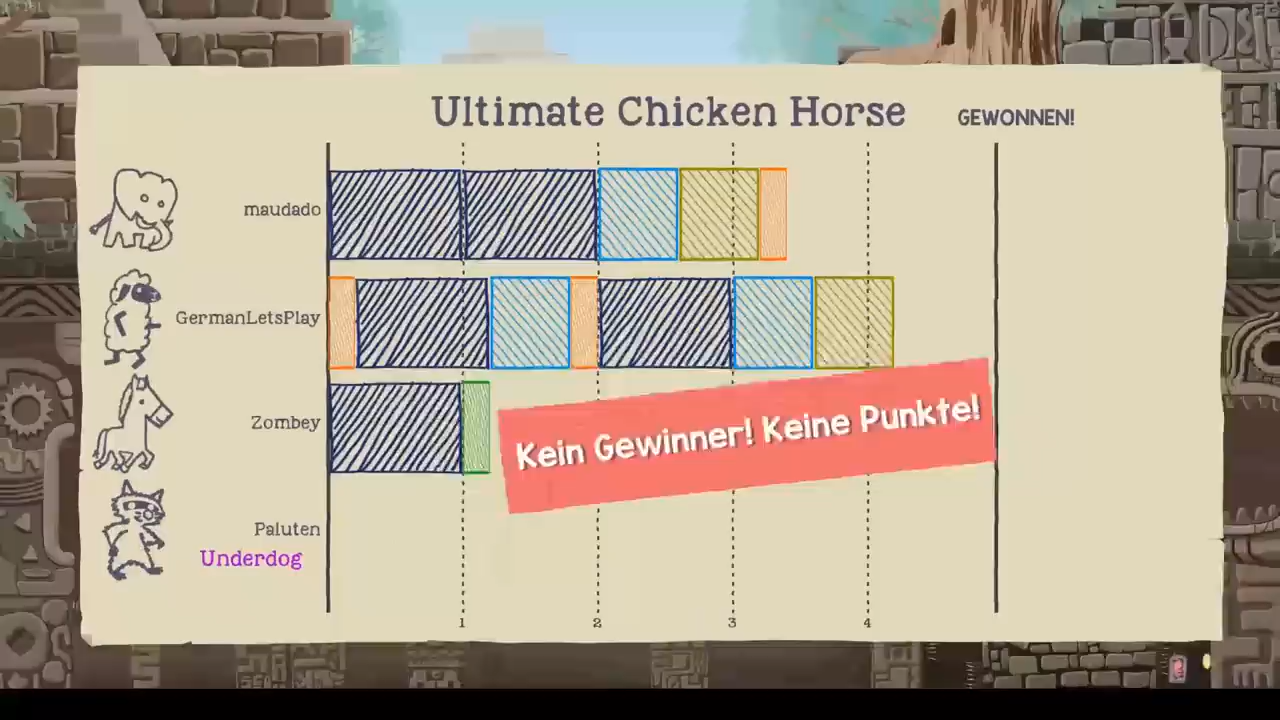 Ultimate Chicken Horse
GEWONNEN!
maudado
GermanLetsPlay
Zombey
Kein Gewinner! Keine Punkte!
Paluten
Underdog
1 2 3 4